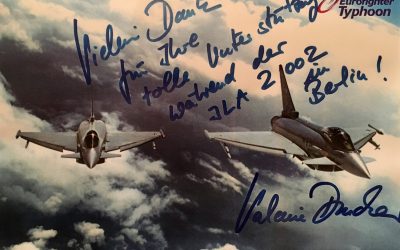 Eurofighter
Typhoon
Vielen Dank
für Ihre
tolle Unterstützung
während der
ILA 2002 in
Berlin!